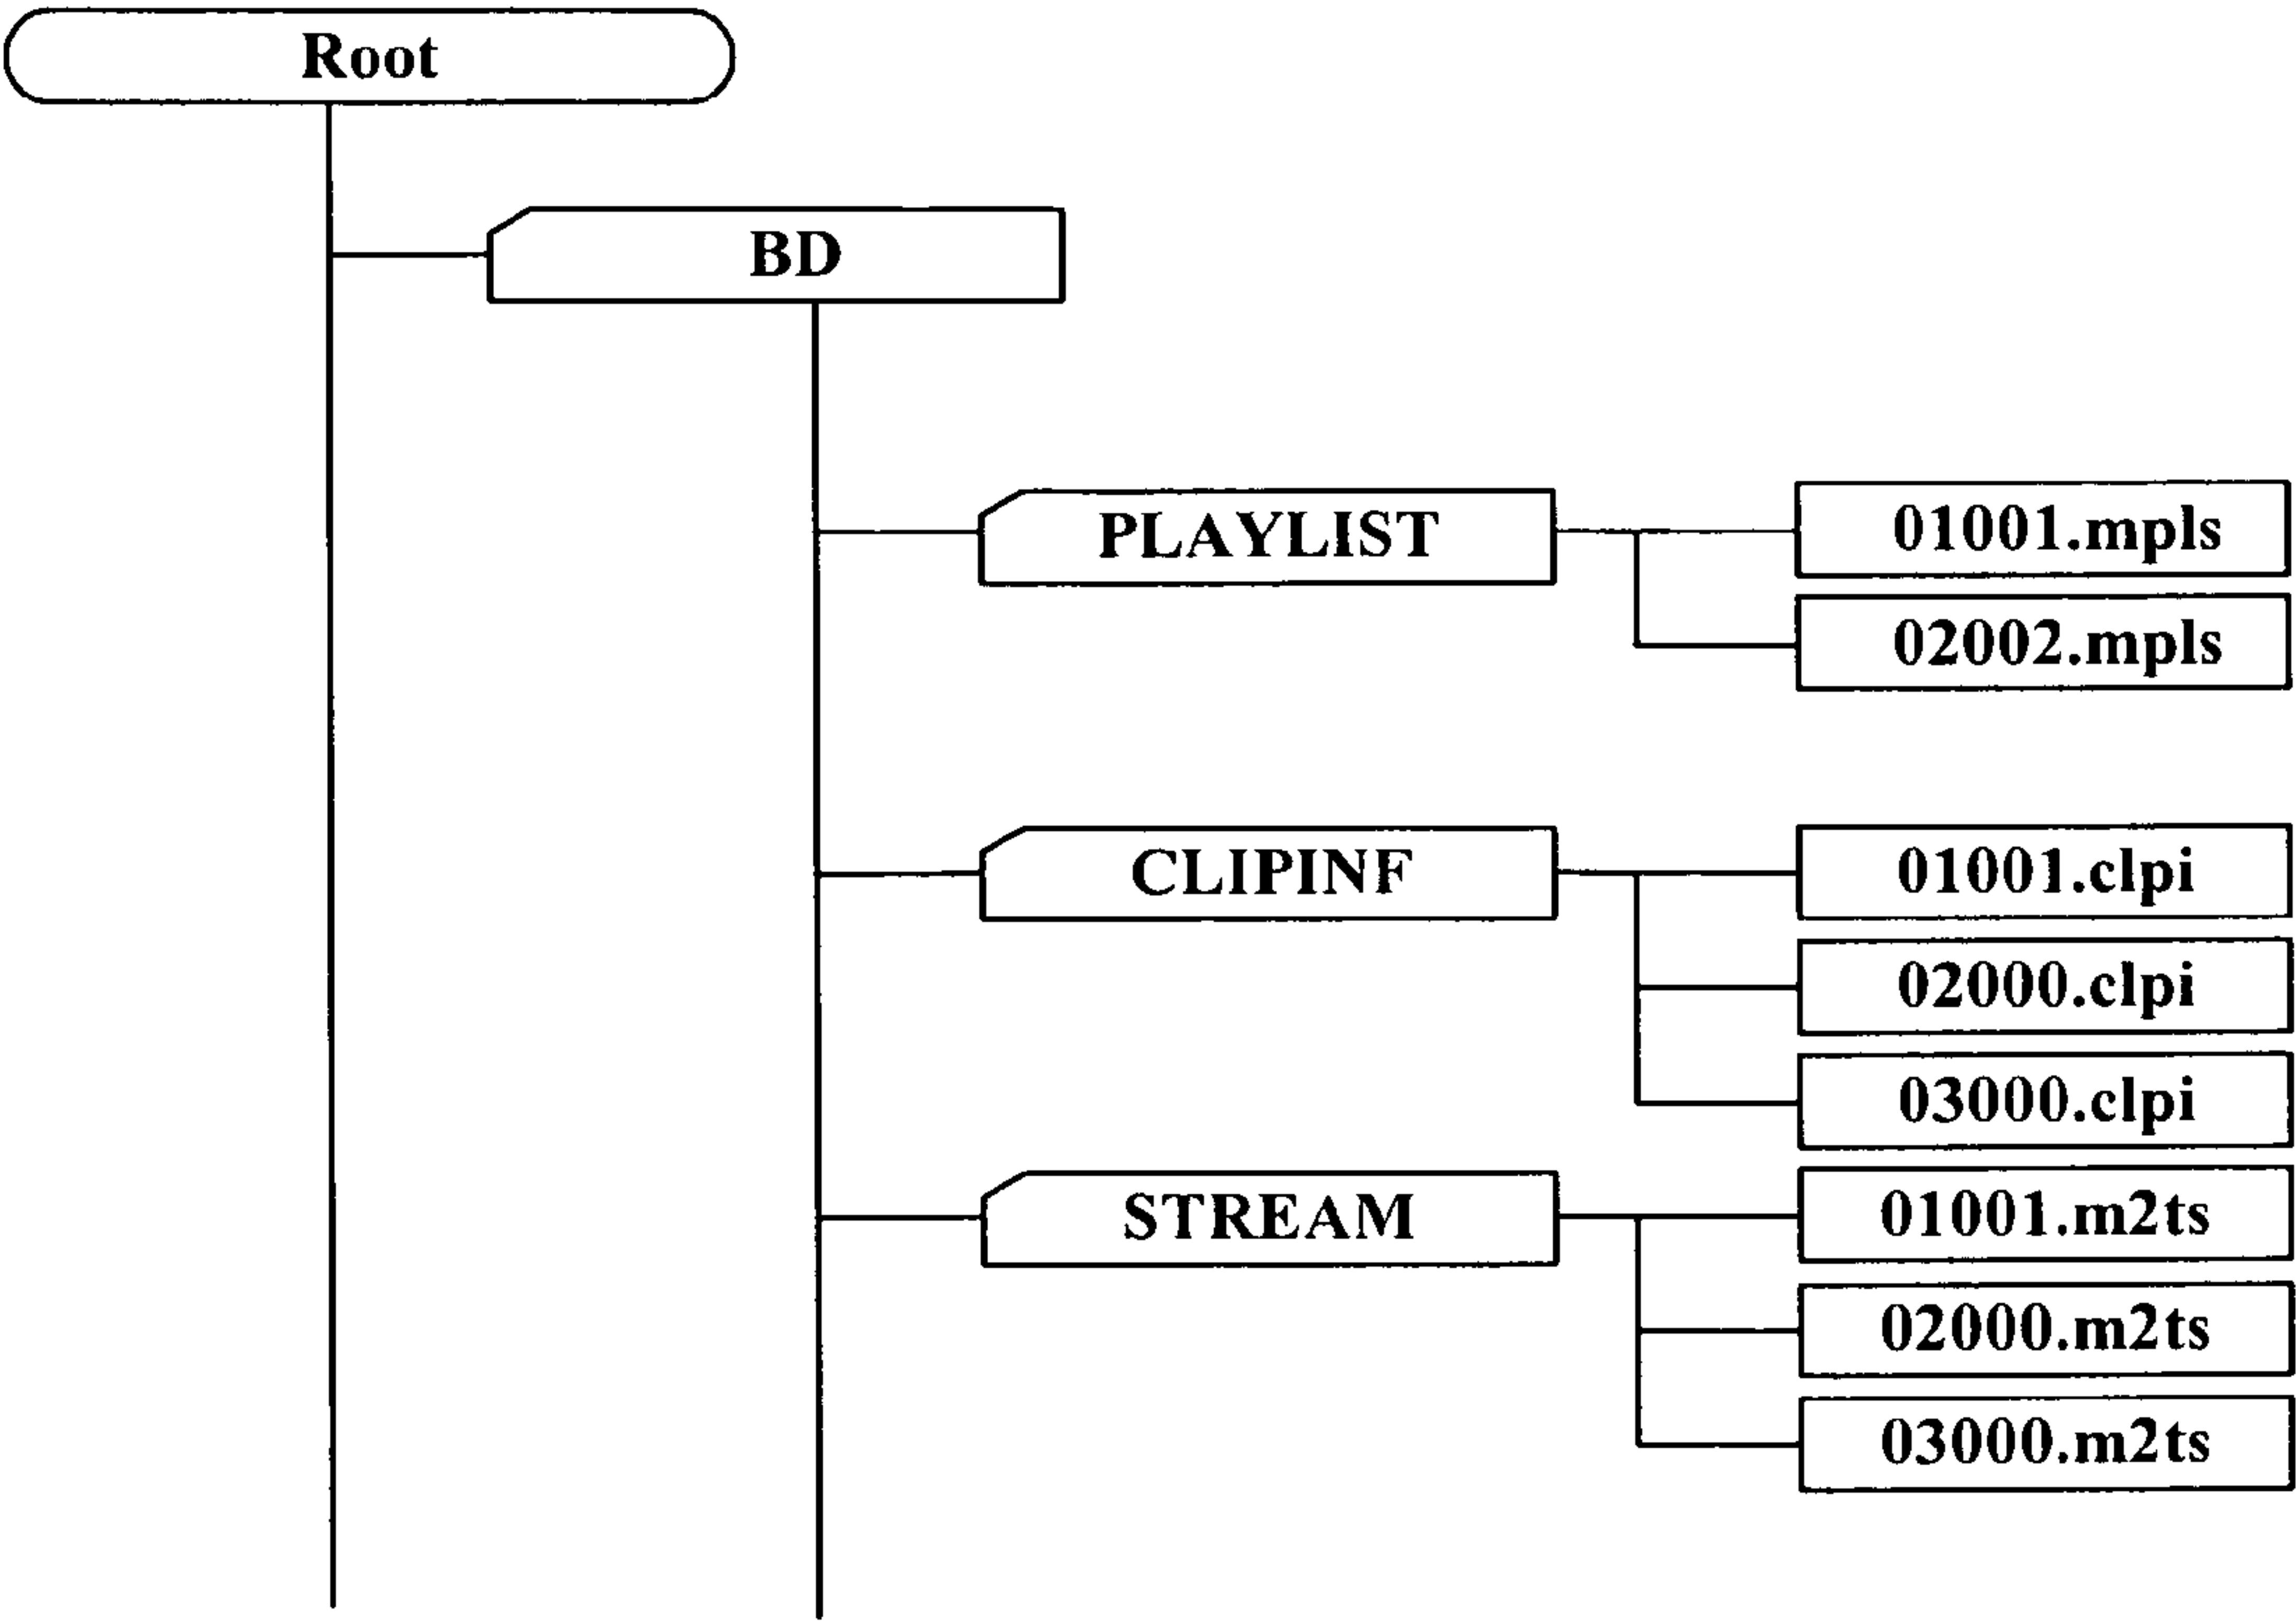 Root
BD
PLAYLIST
01001.mpls
02002.mpls
CLIPINF
01001.clpi
02000.clpi
03000.clpi
STREAM
01001.m2ts
02000.m2ts
03000.m2ts